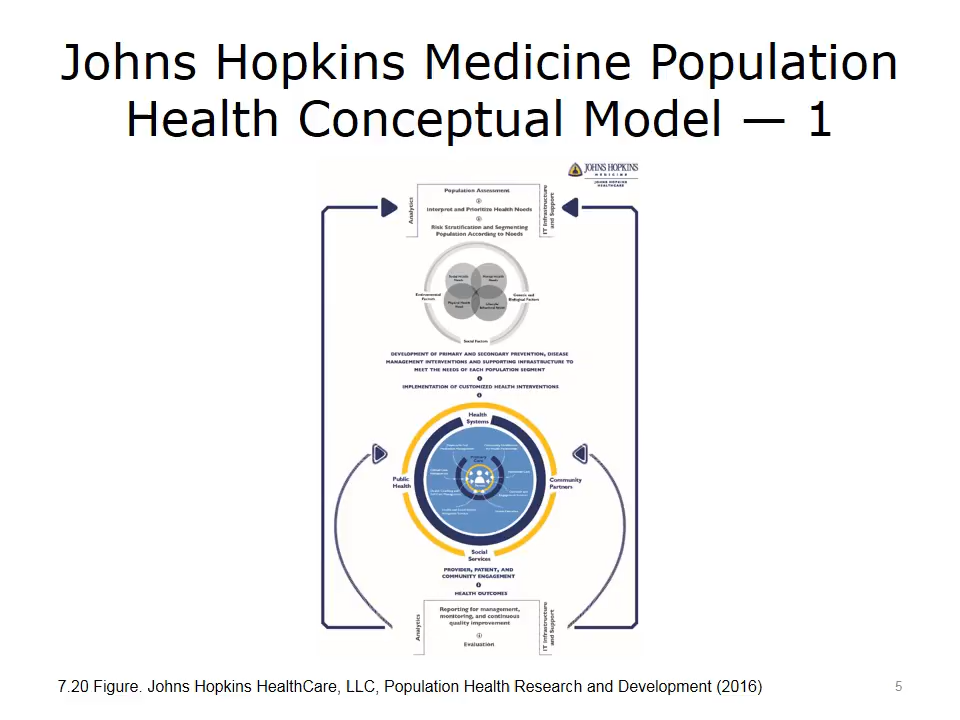 Johns Hopkins Medicine Population
Health Conceptual Model — 1
JOHNS HOPKINS
MEDICINE
JOHNS HOPKINS
HEALTHCARE
Analytics
Population Assessment
Interpret and Prioritize Health Needs
Risk Stratification and Segmenting
Population According to Needs
IT Infrastructure
and Support
Environmental
Factors
Genetic and
Biological Factors
Social Factors
DEVELOPMENT OF PRIMARY AND SECONDARY PREVENTION, DISEASE
MANAGEMENT INTERVENTIONS AND SUPPORTING INFRASTRUCTURE TO
MEET THE NEEDS OF EACH POPULATION SEGMENT
IMPLEMENTATION OF CUSTOMIZED HEALTH INTERVENTIONS
Health
Systems
Primary
Care
Public
Health
Community
Partners
Social
Services
PROVIDER, PATIENT, AND
COMMUNITY ENGAGEMENT
HEALTH OUTCOMES
Analytics
Reporting for management,
monitoring, and continuous
quality improvement
Evaluation
IT Infrastructure
and Support
7.20 Figure. Johns Hopkins HealthCare, LLC, Population Health Research and Development (2016)
5